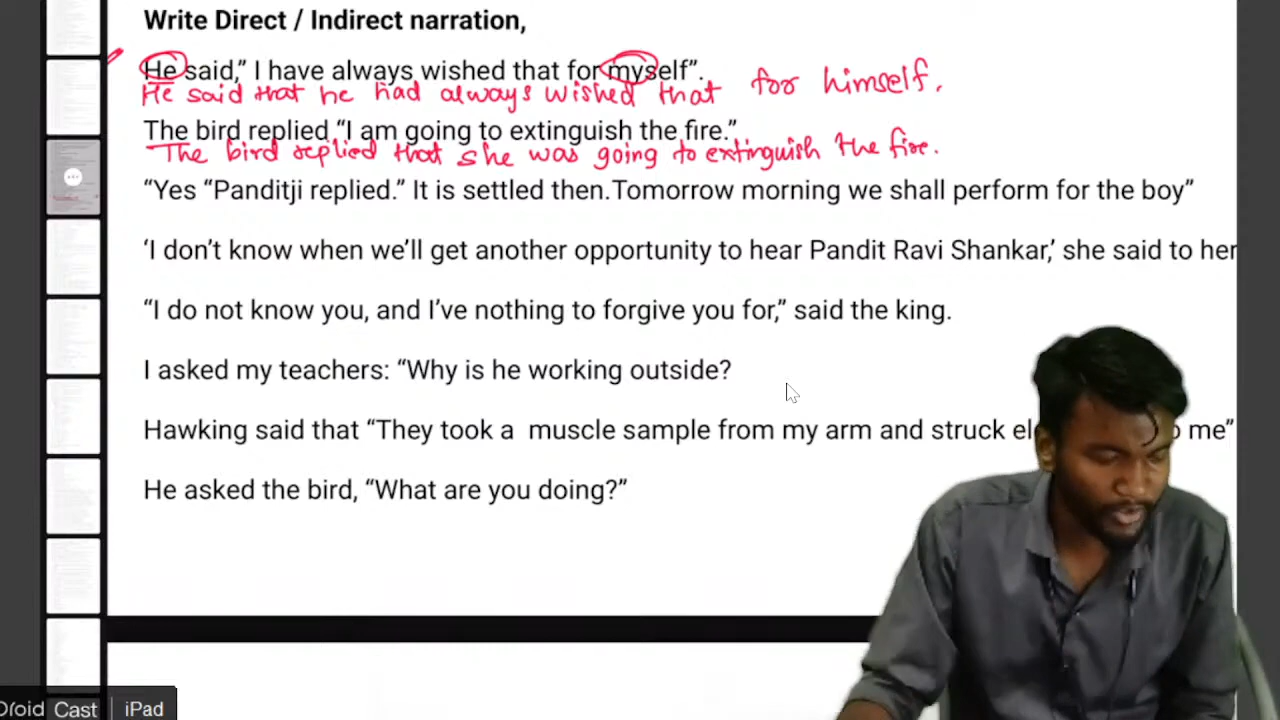 Write Direct / Indirect narration,
He said,” I have always wished that for myself”.
He said that he had always wished that for himself.
The bird replied “I am going to extinguish the fire.”
The bird replied that she was going to extinguish the fire.
“Yes “Panditji replied.” It is settled then.Tomorrow morning we shall perform for the boy”
‘I don’t know when we’ll get another opportunity to hear Pandit Ravi Shankar,’ she said to her
“I do not know you, and I’ve nothing to forgive you for,” said the king.
I asked my teachers: “Why is he working outside?
Hawking said that “They took a muscle sample from my arm and struck me”
He asked the bird, “What are you doing?”
Droid Cast iPad